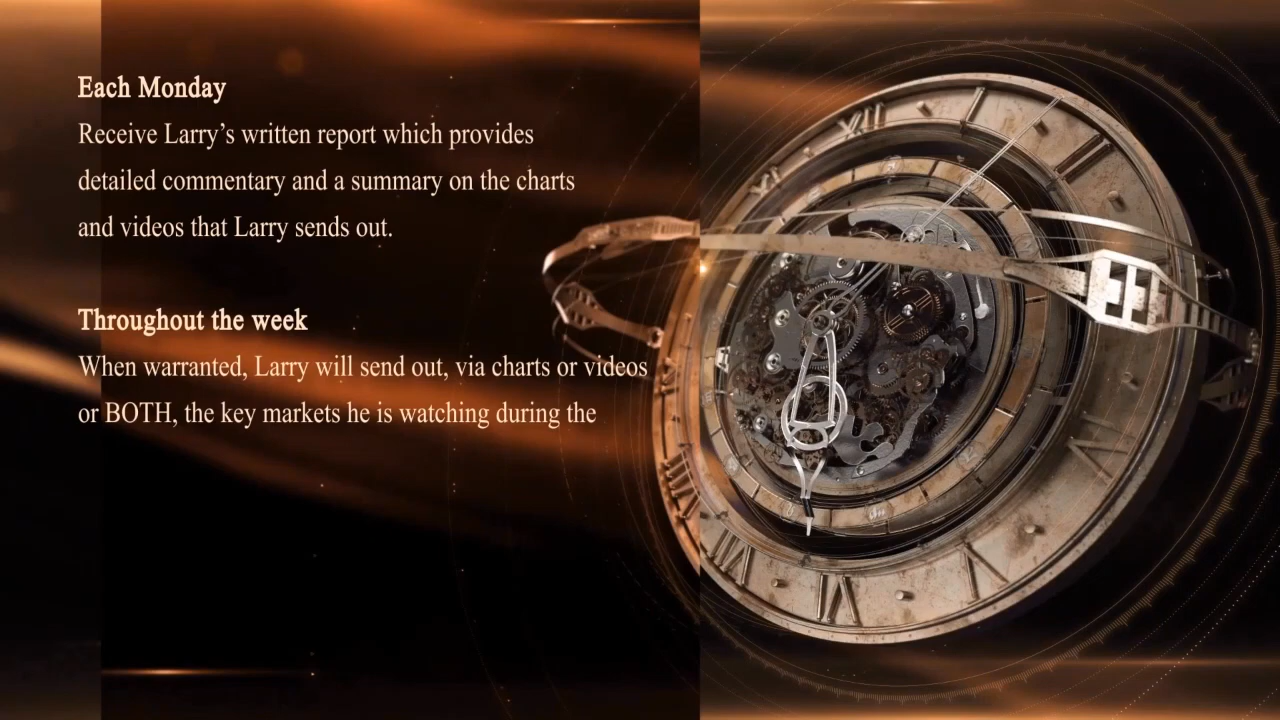 Each Monday
Receive Larry’s written report which provides
detailed commentary and a summary on the charts
and videos that Larry sends out.
Throughout the week
When warranted, Larry will send out, via charts or videos
or BOTH, the key markets he is watching during the
XII
XI